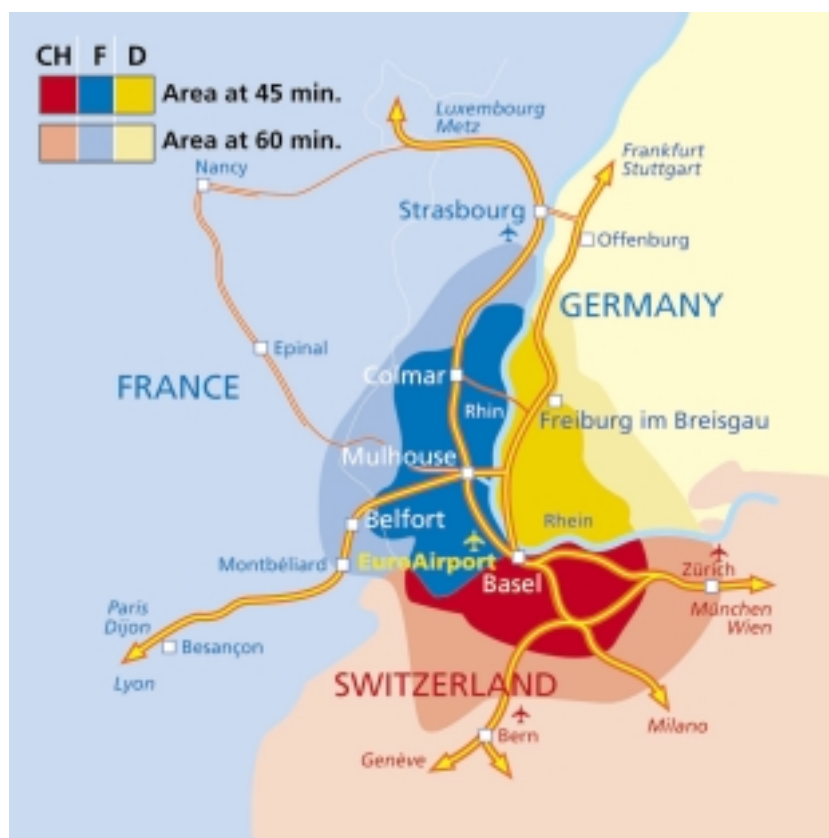 CH F D
Area at 45 min.
Area at 60 min.
Luxembourg
Metz
Nancy
Frankfurt
Stuttgart
Strasbourg
Offenburg
GERMANY
Epinal
FRANCE
Colmar
Rhin
Freiburg im Breisgau
Mulhouse
Belfort
Rhein
Montbéliard
EuroAirport
Basel
Zürich
Paris
Dijon
München
Wien
Besançon
Lyon
SWITZERLAND
Milano
Bern
Genève